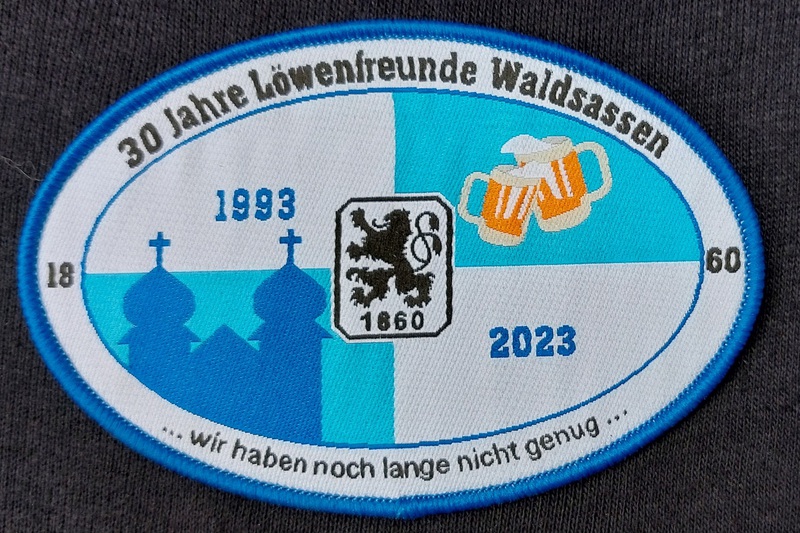 30 Jahre Löwenfreunde Waldsassen
1993
18
60
1860
2023
... wir haben noch lange nicht genug ...